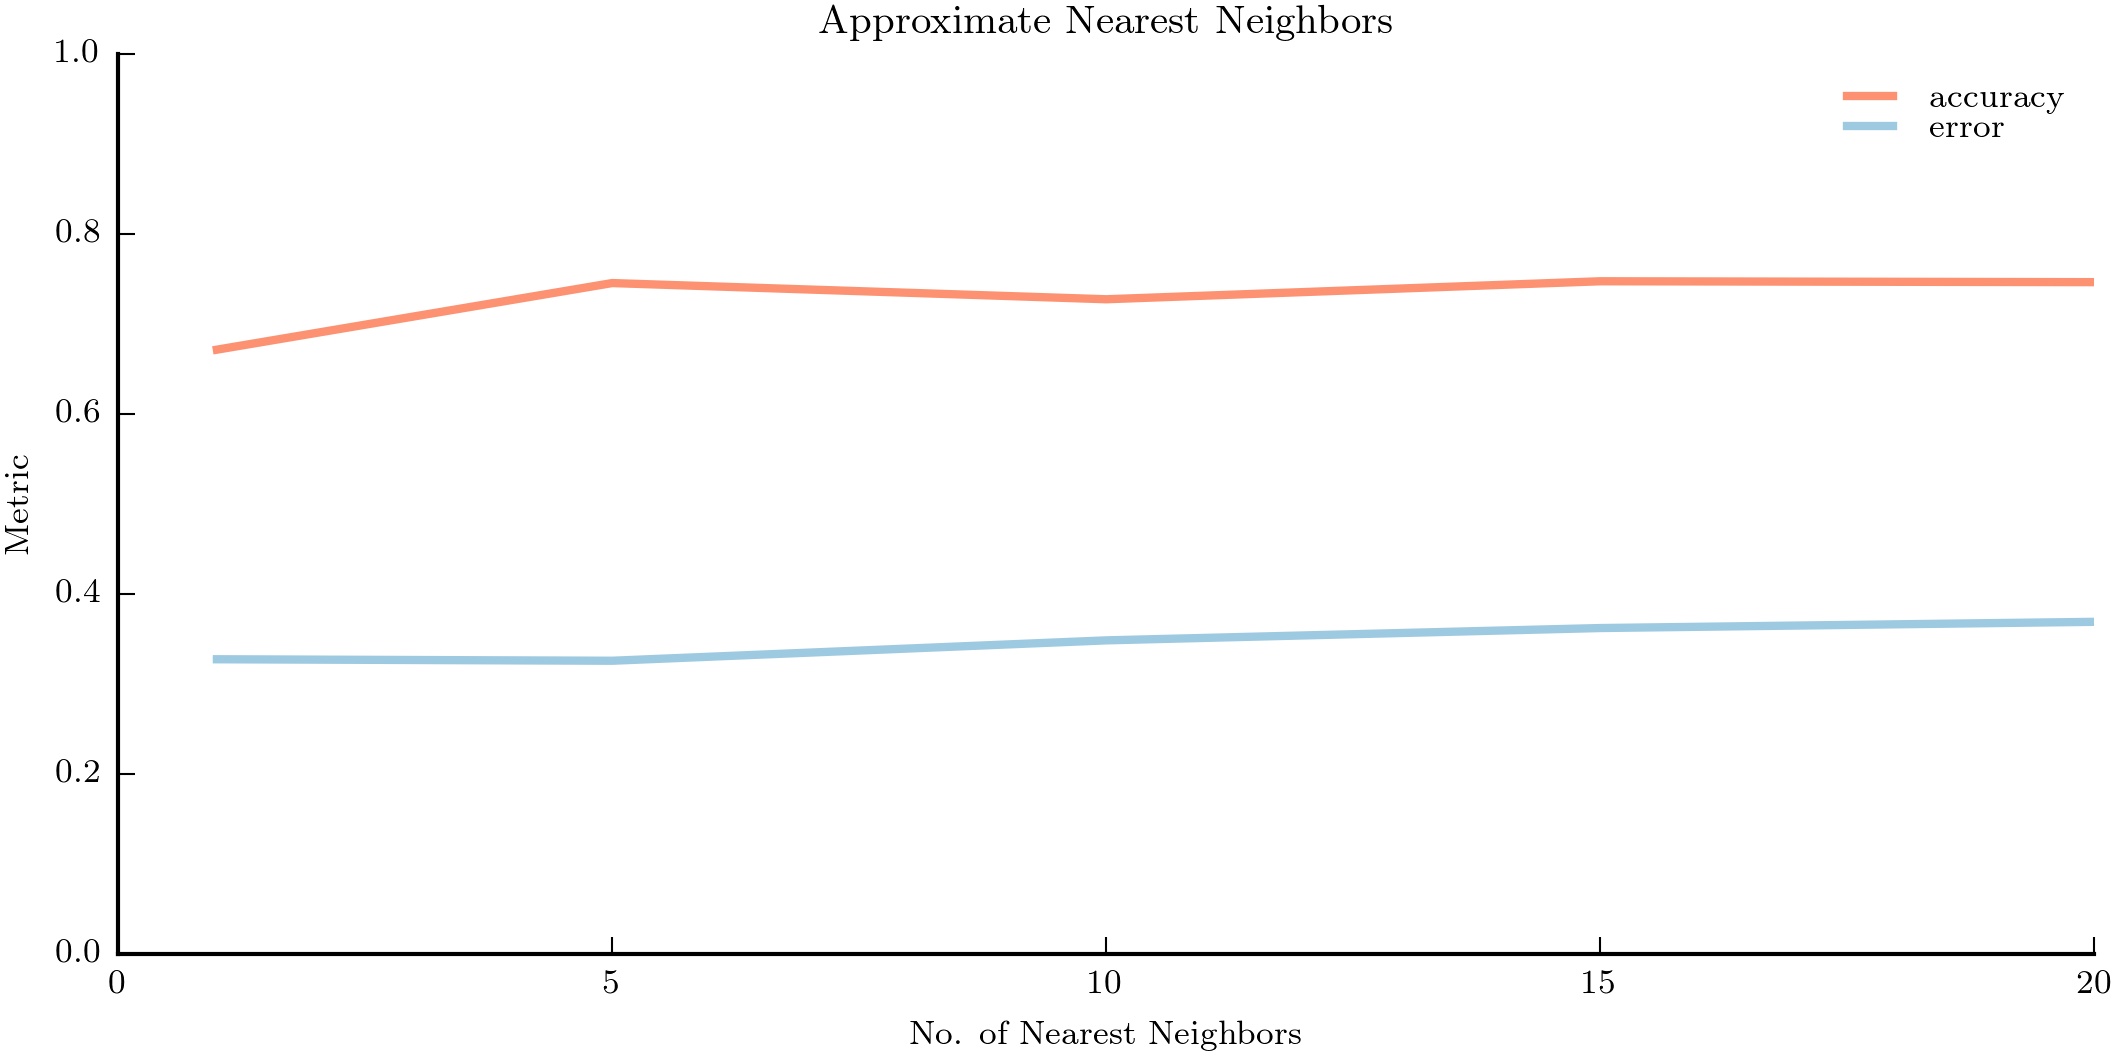 Approximate Nearest Neighbors
1.0
accuracy
error
0.8
0.6
Metric
0.4
0.2
0.0
0 5 10 15 20
No. of Nearest Neighbors